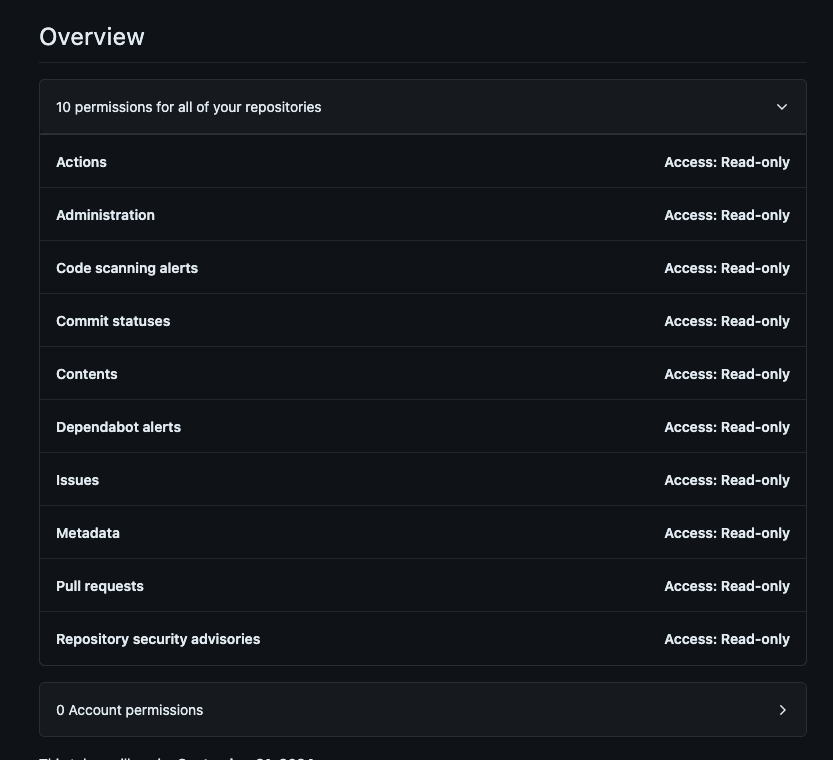 Overview
10 permissions for all of your repositories
Actions Access: Read-only
Administration Access: Read-only
Code scanning alerts Access: Read-only
Commit statuses Access: Read-only
Contents Access: Read-only
Dependabot alerts Access: Read-only
Issues Access: Read-only
Metadata Access: Read-only
Pull requests Access: Read-only
Repository security advisories Access: Read-only
0 Account permissions